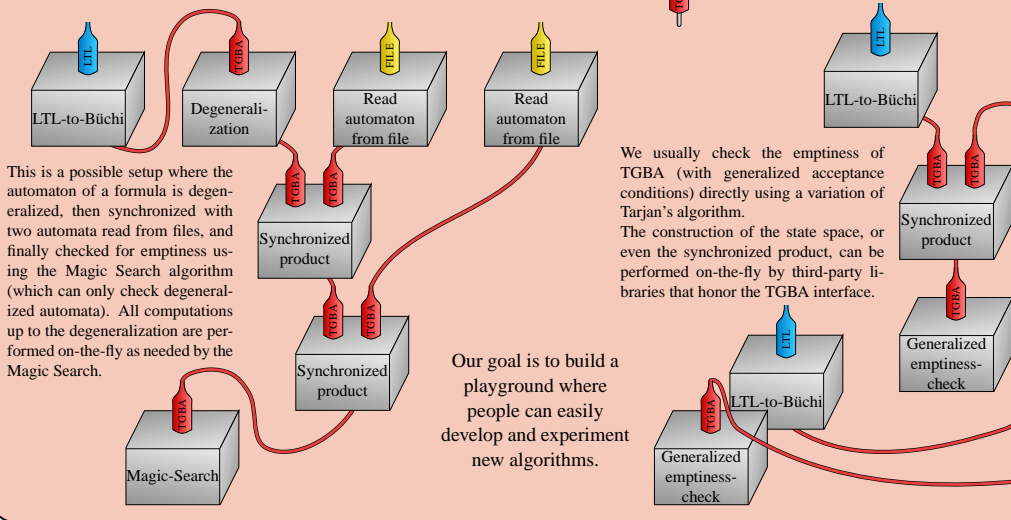 LTL
TGBA
FILE
FILE
LTL-to-Büchi
Degenerali-
zation
Read
automaton
from file
Read
automaton
from file
This is a possible setup where the
automaton of a formula is degen-
eralized, then synchronized with
two automata read from files, and
finally checked for emptiness us-
ing the Magic Search algorithm
(which can only check degeneral-
ized automata). All computations
up to the degeneralization are per-
formed on-the-fly as needed by the
Magic Search.
TGBA
TGBA
Synchronized
product
TGBA
TGBA
Synchronized
product
TGBA
Magic-Search
Our goal is to build a
playground where
people can easily
develop and experiment
new algorithms.
LTL
LTL-to-Büchi
We usually check the emptiness of
TGBA (with generalized acceptance
conditions) directly using a variation of
Tarjan's algorithm.
The construction of the state space, or
even the synchronized product, can be
performed on-the-fly by third-party li-
braries that honor the TGBA interface.
TGBA
TGBA
Synchronized
product
TGBA
Generalized
emptiness-
check
LTL
LTL-to-Büchi
TGBA
Generalized
emptiness-
check